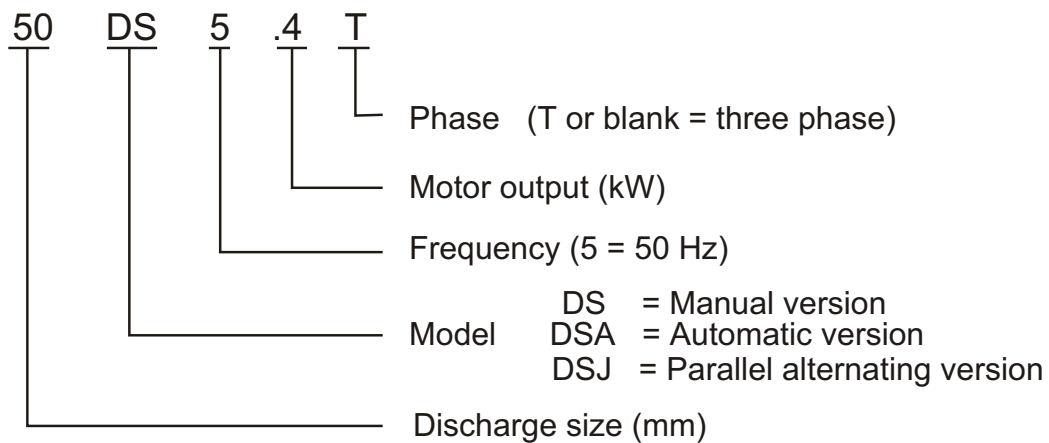 50 DS 5 .4 T
Phase (T or blank = three phase)
Motor output (kW)
Frequency (5 = 50 Hz)
DS = Manual version
Model DSA = Automatic version
DSJ = Parallel alternating version
Discharge size (mm)